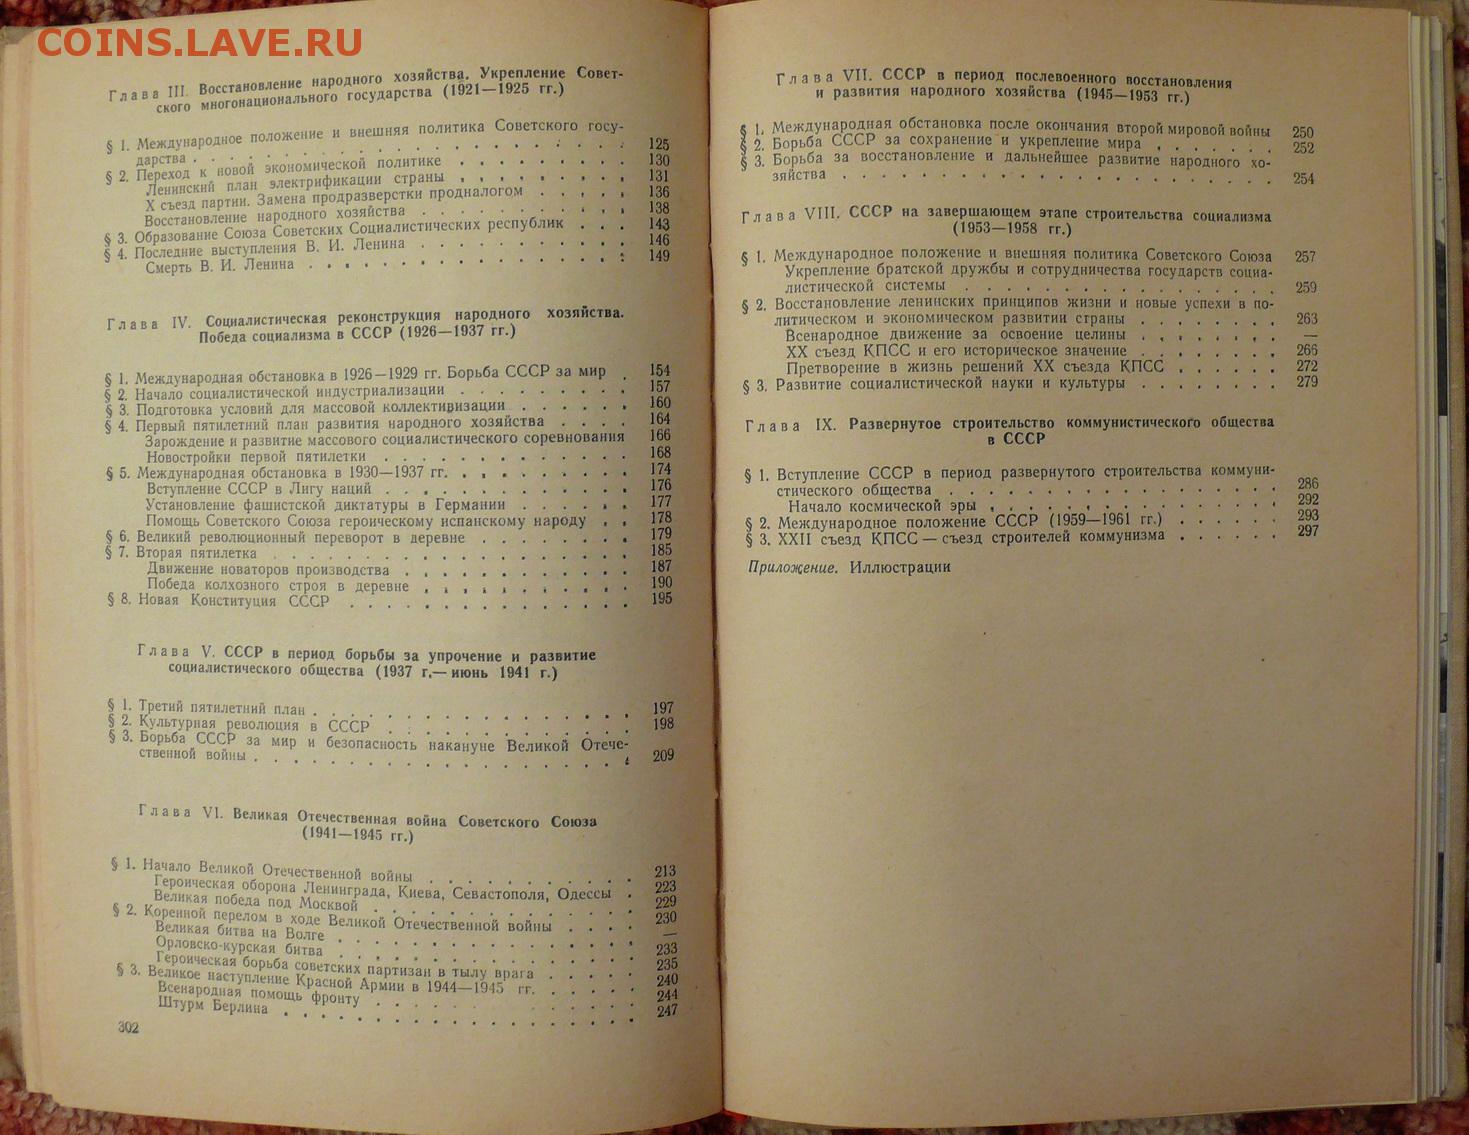 COINS.LAVE.RU
Глава III. Восстановление народного хозяйства. Укрепление Совет-
ского многонационального государства (1921—1925 гг.)
§ 1. Международное положение и внешняя политика Советского госу-
дарства . . . . . . . . . . 125
§ 2. Переход к новой экономической политике . . . . . . . . 130
Ленинский план электрификации страны . . . . . . . . 131
X съезд партии. Замена продразверстки продналогом . . . . . 136
Восстановление народного хозяйства . . . . . . . . 138
§ 3. Образование Союза Советских Социалистических республик . . . 143
§ 4. Последние выступления В. И. Ленина . . . . . . . . 146
Смерть В. И. Ленина . . . . . . . . . . 149
Глава IV. Социалистическая реконструкция народного хозяйства.
Победа социализма в СССР (1926—1937 гг.)
§ 1. Международная обстановка в 1926—1929 гг. Борьба СССР за мир . 154
§ 2. Начало социалистической индустриализации . . . . . . . . 157
§ 3. Подготовка условий для массовой коллективизации . . . . . . 160
§ 4. Первый пятилетний план развития народного хозяйства . . . . 164
Зарождение и развитие массового социалистического соревнования 166
Новостройки первой пятилетки . . . . . . . . . . 168
§ 5. Международная обстановка в 1930—1937 гг. . . . . . . . . 174
Вступление СССР в Лигу наций . . . . . . . . . . 176
Установление фашистской диктатуры в Германии . . . . . . 177
Помощь Советского Союза героическому испанскому народу . . 178
§ 6. Великий революционный переворот в деревне . . . . . . . 179
§ 7. Вторая пятилетка . . . . . . . . . . 185
Движение новаторов производства . . . . . . . . . 187
Победа колхозного строя в деревне . . . . . . . . . 190
§ 8. Новая Конституция СССР . . . . . . . . . . 195
Глава V. СССР в период борьбы за упрочение и развитие
социалистического общества (1937 г.—июнь 1941 г.)
§ 1. Третий пятилетний план . . . . . . . . . . 197
§ 2. Культурная революция в СССР . . . . . . . . . . 198
§ 3. Борьба СССР за мир и безопасность накануне Великой Отече-
ственной войны . . . . . . . . . . 209
Глава VI. Великая Отечественная война Советского Союза
(1941—1945 гг.)
§ 1. Начало Великой Отечественной войны . . . . . . . . 213
Героическая оборона Ленинграда, Киева, Севастополя, Одессы . 223
Великая победа под Москвой . . . . . . . . . . 229
§ 2. Коренной перелом в ходе Великой Отечественной войны . . . . 230
Великая битва на Волге . . . . . . . . . . —
Орловско-курская битва . . . . . . . . . . 233
Героическая борьба советских партизан в тылу врага . . . . . 235
§ 3. Великое наступление Красной Армии в 1944—1945 гг. . . . . . 240
Всенародная помощь фронту . . . . . . . . . . 244
Штурм Берлина . . . . . . . . . . 247
302
Глава VII. СССР в период послевоенного восстановления
и развития народного хозяйства (1945—1953 гг.)
§ 1. Международная обстановка после окончания второй мировой войны 250
§ 2. Борьба СССР за сохранение и укрепление мира . . . . . . . 252
§ 3. Борьба за восстановление и дальнейшее развитие народного хо-
зяйства . . . . . . . . . . 254
Глава VIII. СССР на завершающем этапе строительства социализма
(1953—1958 гг.)
§ 1. Международное положение и внешняя политика Советского Союза 257
Укрепление братской дружбы и сотрудничества государств социа-
листической системы . . . . . . . . . . 259
§ 2. Восстановление ленинских принципов жизни и новые успехи в по-
литическом и экономическом развитии страны . . . . . . . . 263
Всенародное движение за освоение целины . . . . . . . . —
XX съезд КПСС и его историческое значение . . . . . . . . 266
Претворение в жизнь решений XX съезда КПСС . . . . . . 272
§ 3. Развитие социалистической науки и культуры . . . . . . . . 279
Глава IX. Развернутое строительство коммунистического общества
в СССР
§ 1. Вступление СССР в период развернутого строительства коммуни-
стического общества . . . . . . . . . . 286
Начало космической эры . . . . . . . . . . 292
§ 2. Международное положение СССР (1959—1961 гг.) . . . . . . 293
§ 3. XXII съезд КПСС — съезд строителей коммунизма . . . . . . 297
Приложение. Иллюстрации